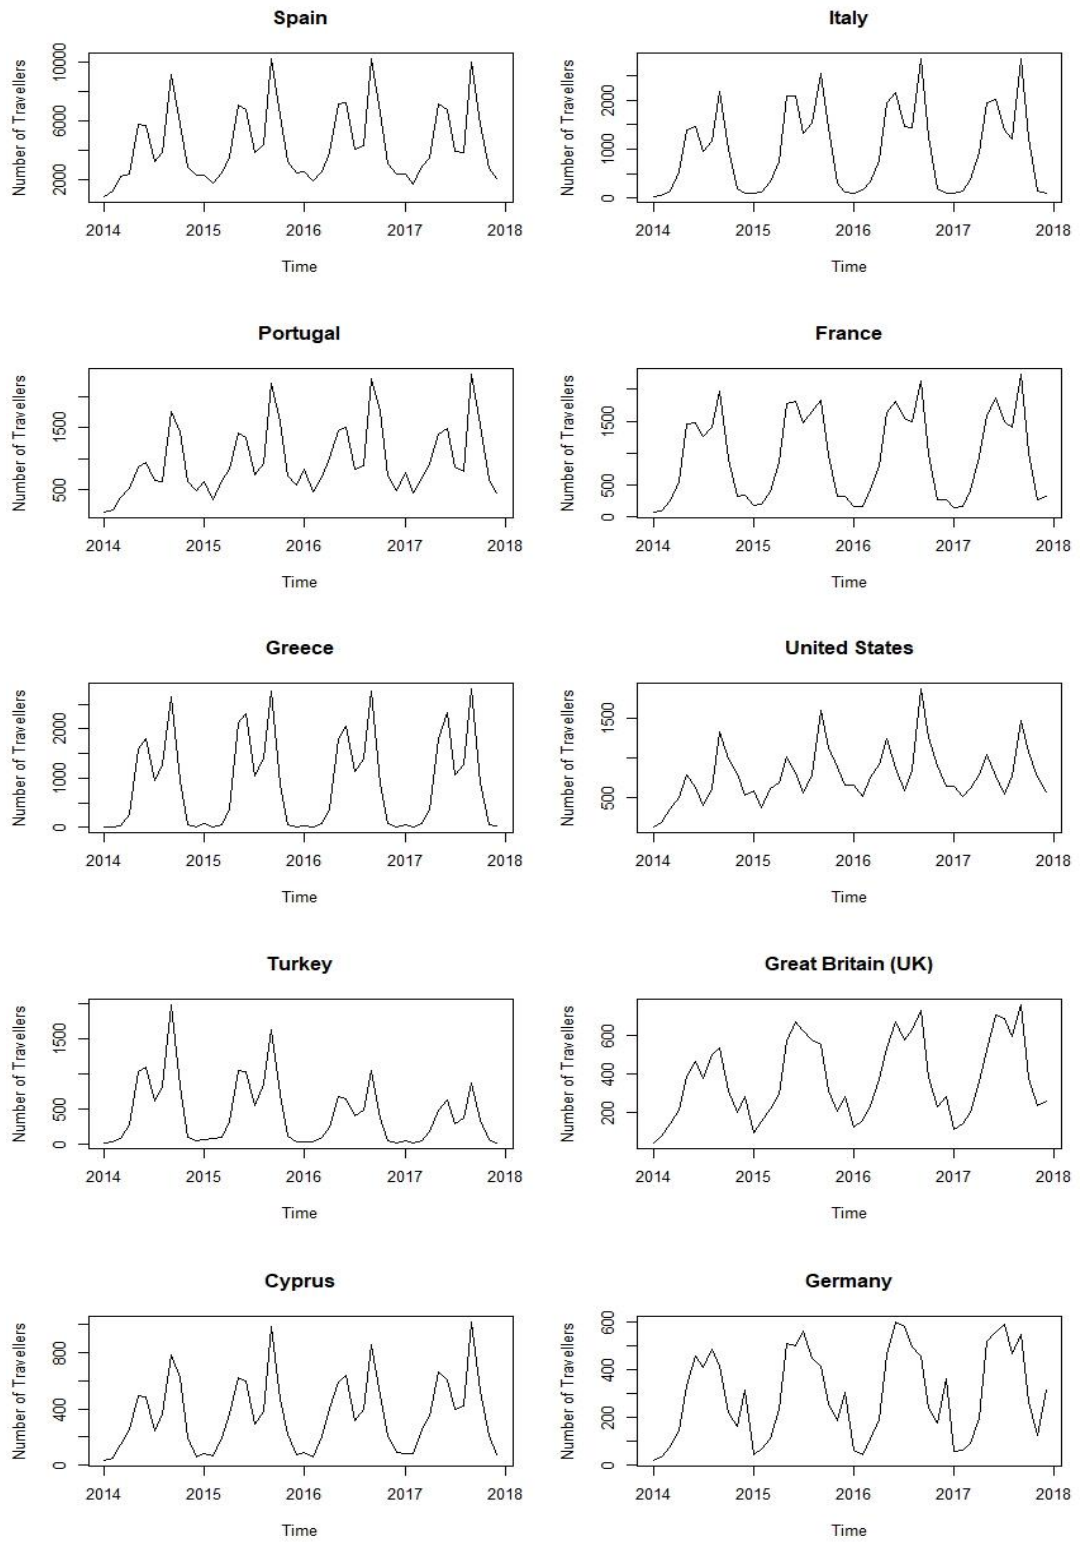 Spain
Number of Travellers
2000 6000 10000
2014 2015 2016 2017 2018
Time
Italy
Number of Travellers
0 1000 2000
2014 2015 2016 2017 2018
Time
Portugal
Number of Travellers
500 1500
2014 2015 2016 2017 2018
Time
France
Number of Travellers
0 500 1500
2014 2015 2016 2017 2018
Time
Greece
Number of Travellers
0 1000 2000
2014 2015 2016 2017 2018
Time
United States
Number of Travellers
500 1500
2014 2015 2016 2017 2018
Time
Turkey
Number of Travellers
0 500 1500
2014 2015 2016 2017 2018
Time
Great Britain (UK)
Number of Travellers
200 400 600
2014 2015 2016 2017 2018
Time
Cyprus
Number of Travellers
0 400 800
2014 2015 2016 2017 2018
Time
Germany
Number of Travellers
0 200 400 600
2014 2015 2016 2017 2018
Time